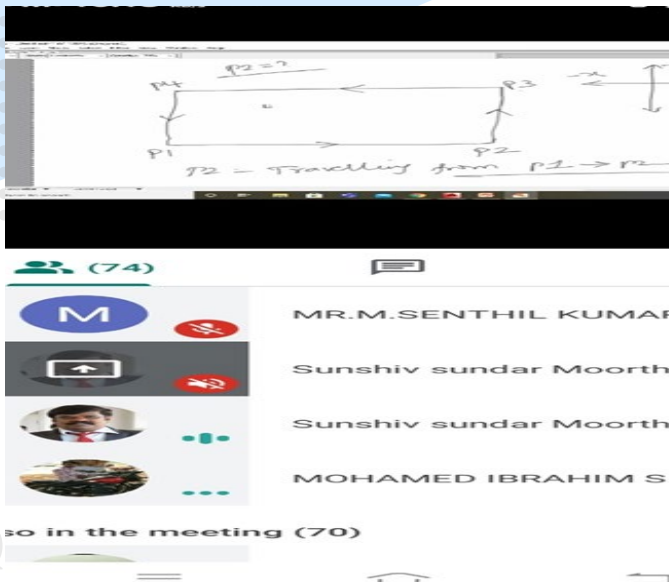 P2 = ?
P4
P3
-x
P1
P2
P2 = Travelling from P1 → P2
(74)
M
MR.M.SENTHIL KUMAR
Sunshiv sundar Moorth
Sunshiv sundar Moorth
MOHAMED IBRAHIM S
so in the meeting (70)